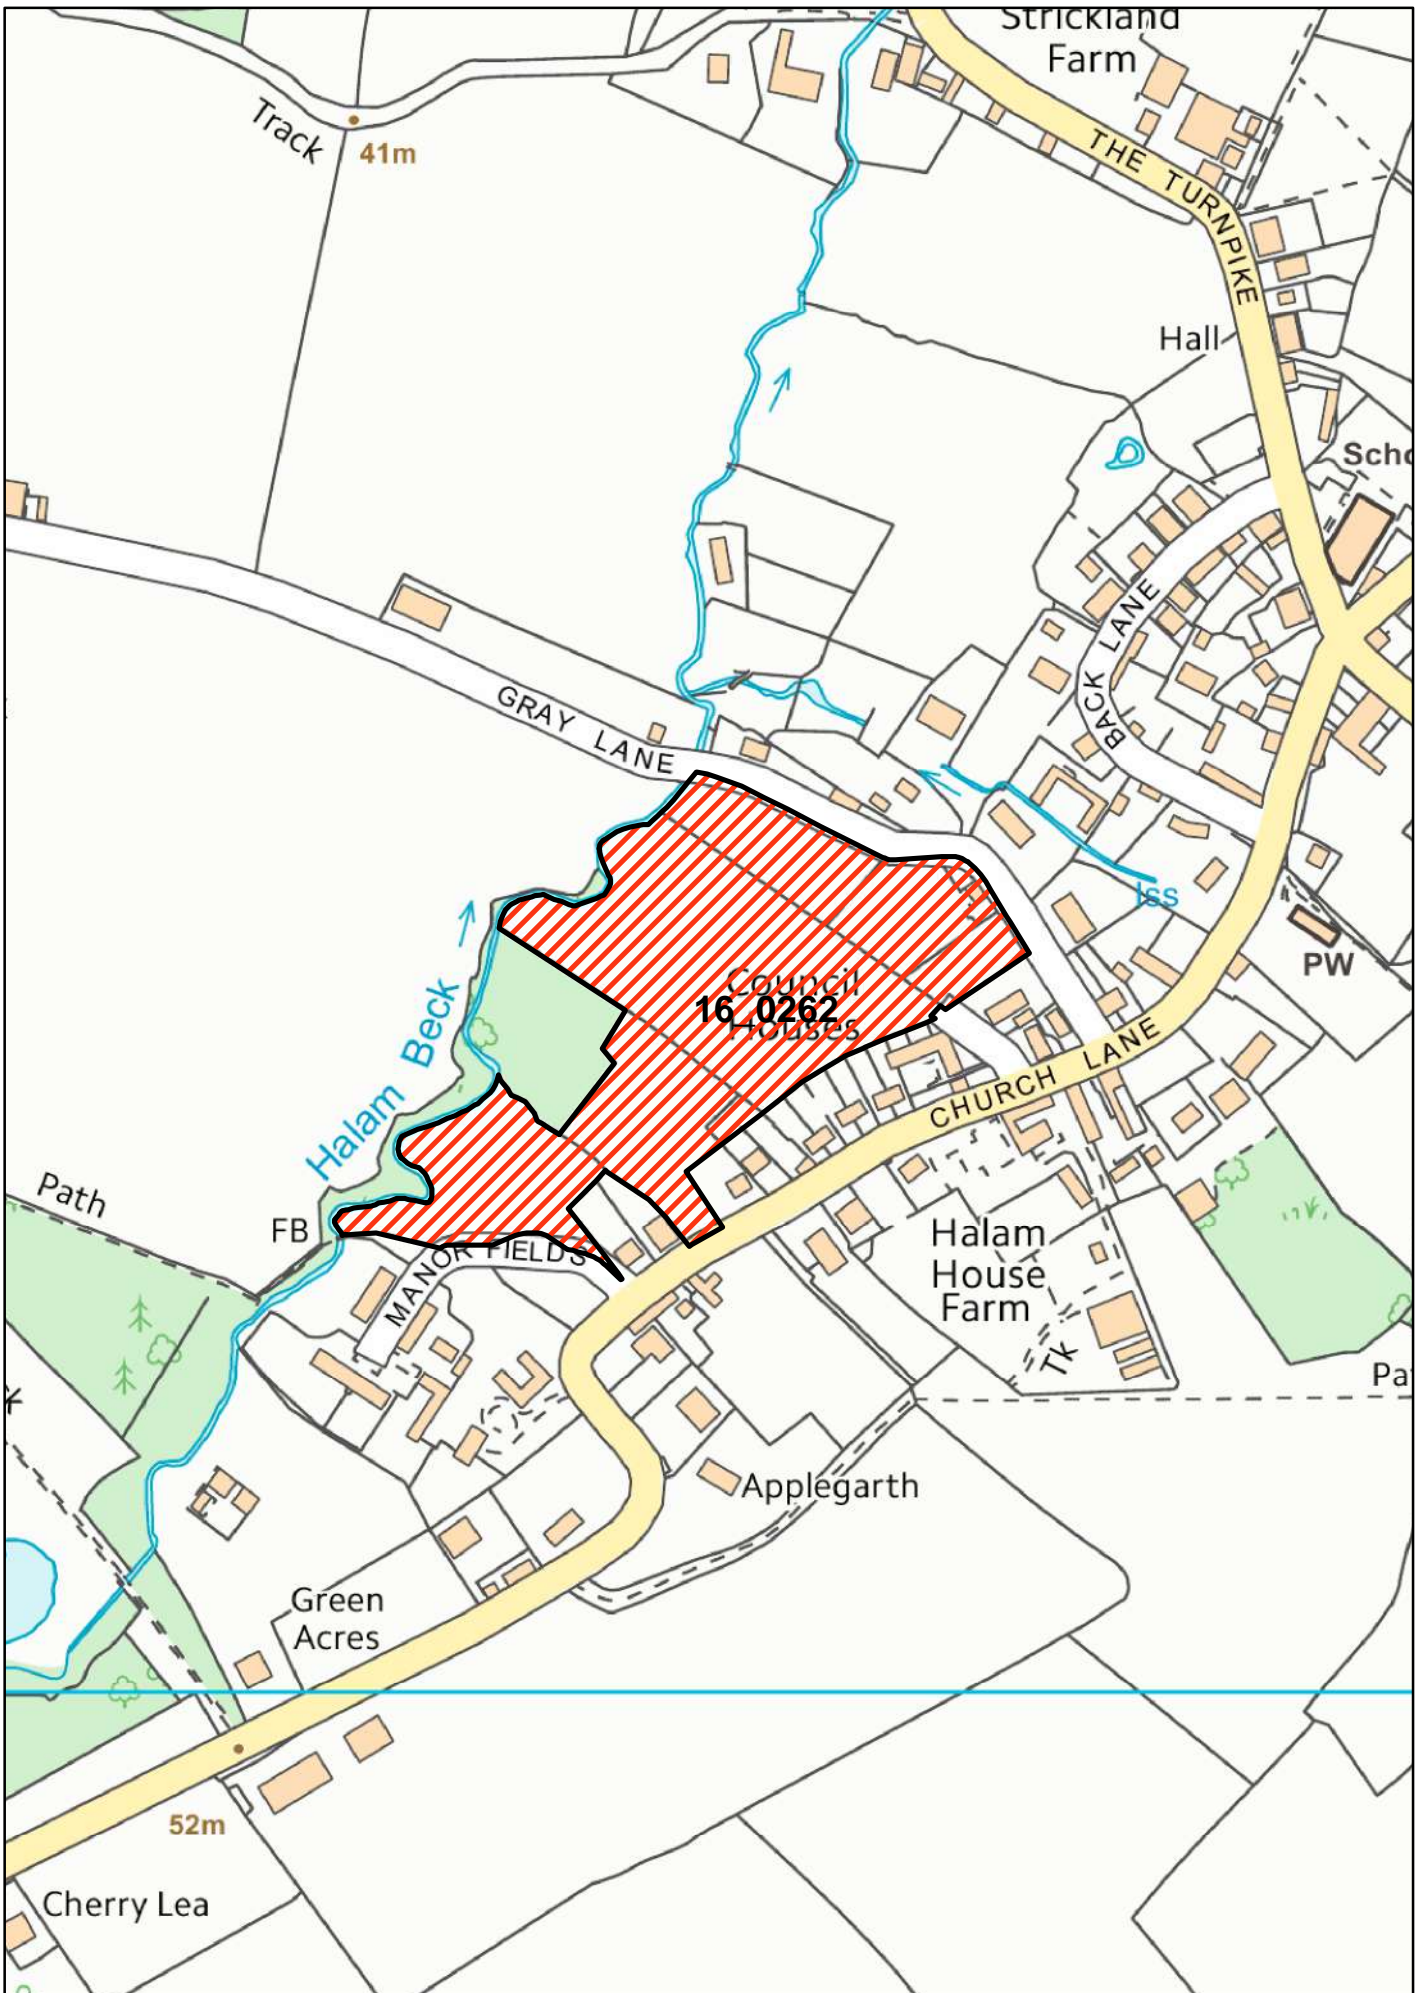 Strickland
Farm
Track
41m
THE TURNPIKE
Hall
Scho
BACK LANE
GRAY LANE
Iss
PW
Council
Houses
16_0262
Halam Beck
CHURCH LANE
Path
FB
MANOR FIELDS
Halam
House
Farm
Tk
Pa
Applegarth
Green
Acres
52m
Cherry Lea